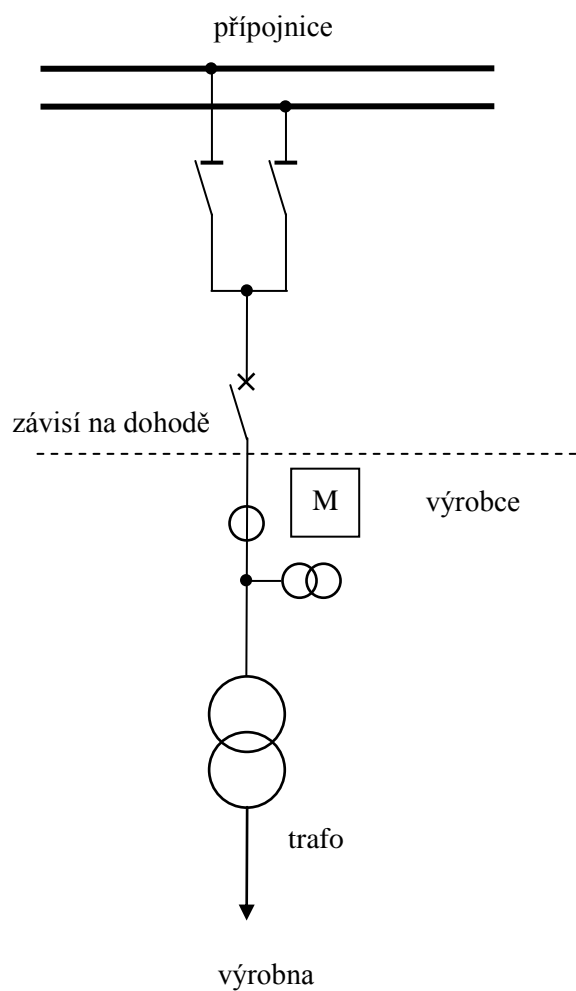 přípojnice
závisí na dohodě
M
výrobce
trafo
výrobna